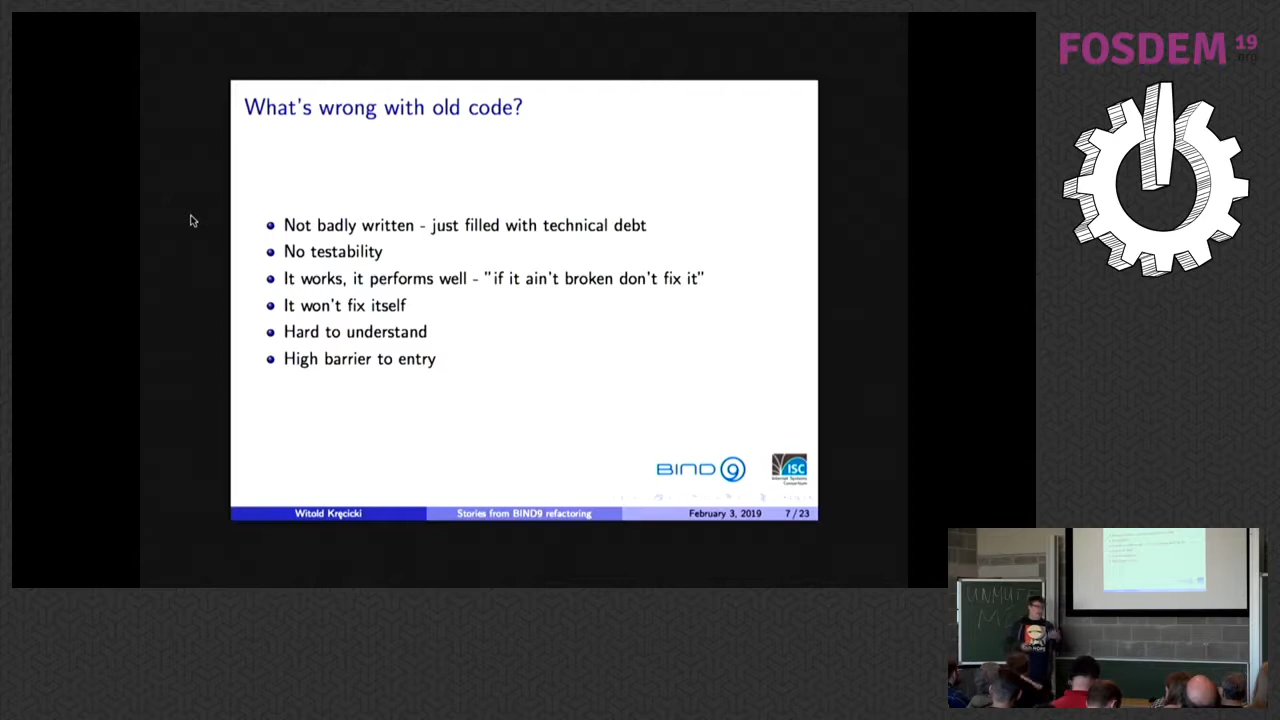 What's wrong with old code?
Not badly written - just filled with technical debt
No testability
It works, it performs well - "if it ain't broken don't fix it"
It won't fix itself
Hard to understand
High barrier to entry
BIND 9
ISC
Internet Systems
Consortium
Witold Kręcicki
Stories from BIND9 refactoring
February 3, 2019
7 / 23
FOSDEM 19
.org
UNMUTE